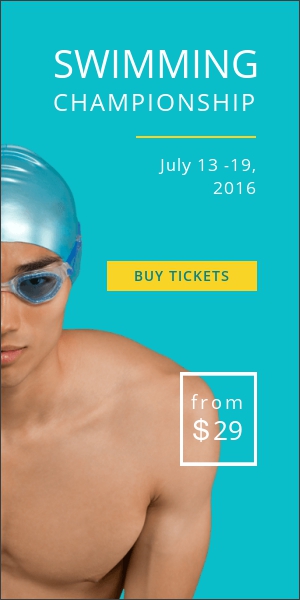 SWIMMING
CHAMPIONSHIP
July 13 -19,
2016
BUY TICKETS
from
$29